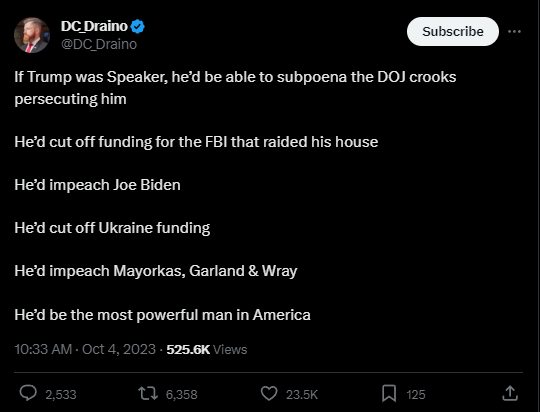 DC_Draino
@DC_Draino
Subscribe
If Trump was Speaker, he’d be able to subpoena the DOJ crooks
persecuting him
He’d cut off funding for the FBI that raided his house
He’d impeach Joe Biden
He’d cut off Ukraine funding
He’d impeach Mayorkas, Garland & Wray
He’d be the most powerful man in America
10:33 AM · Oct 4, 2023 · 525.6K Views
2,533 6,358 23.5K 125